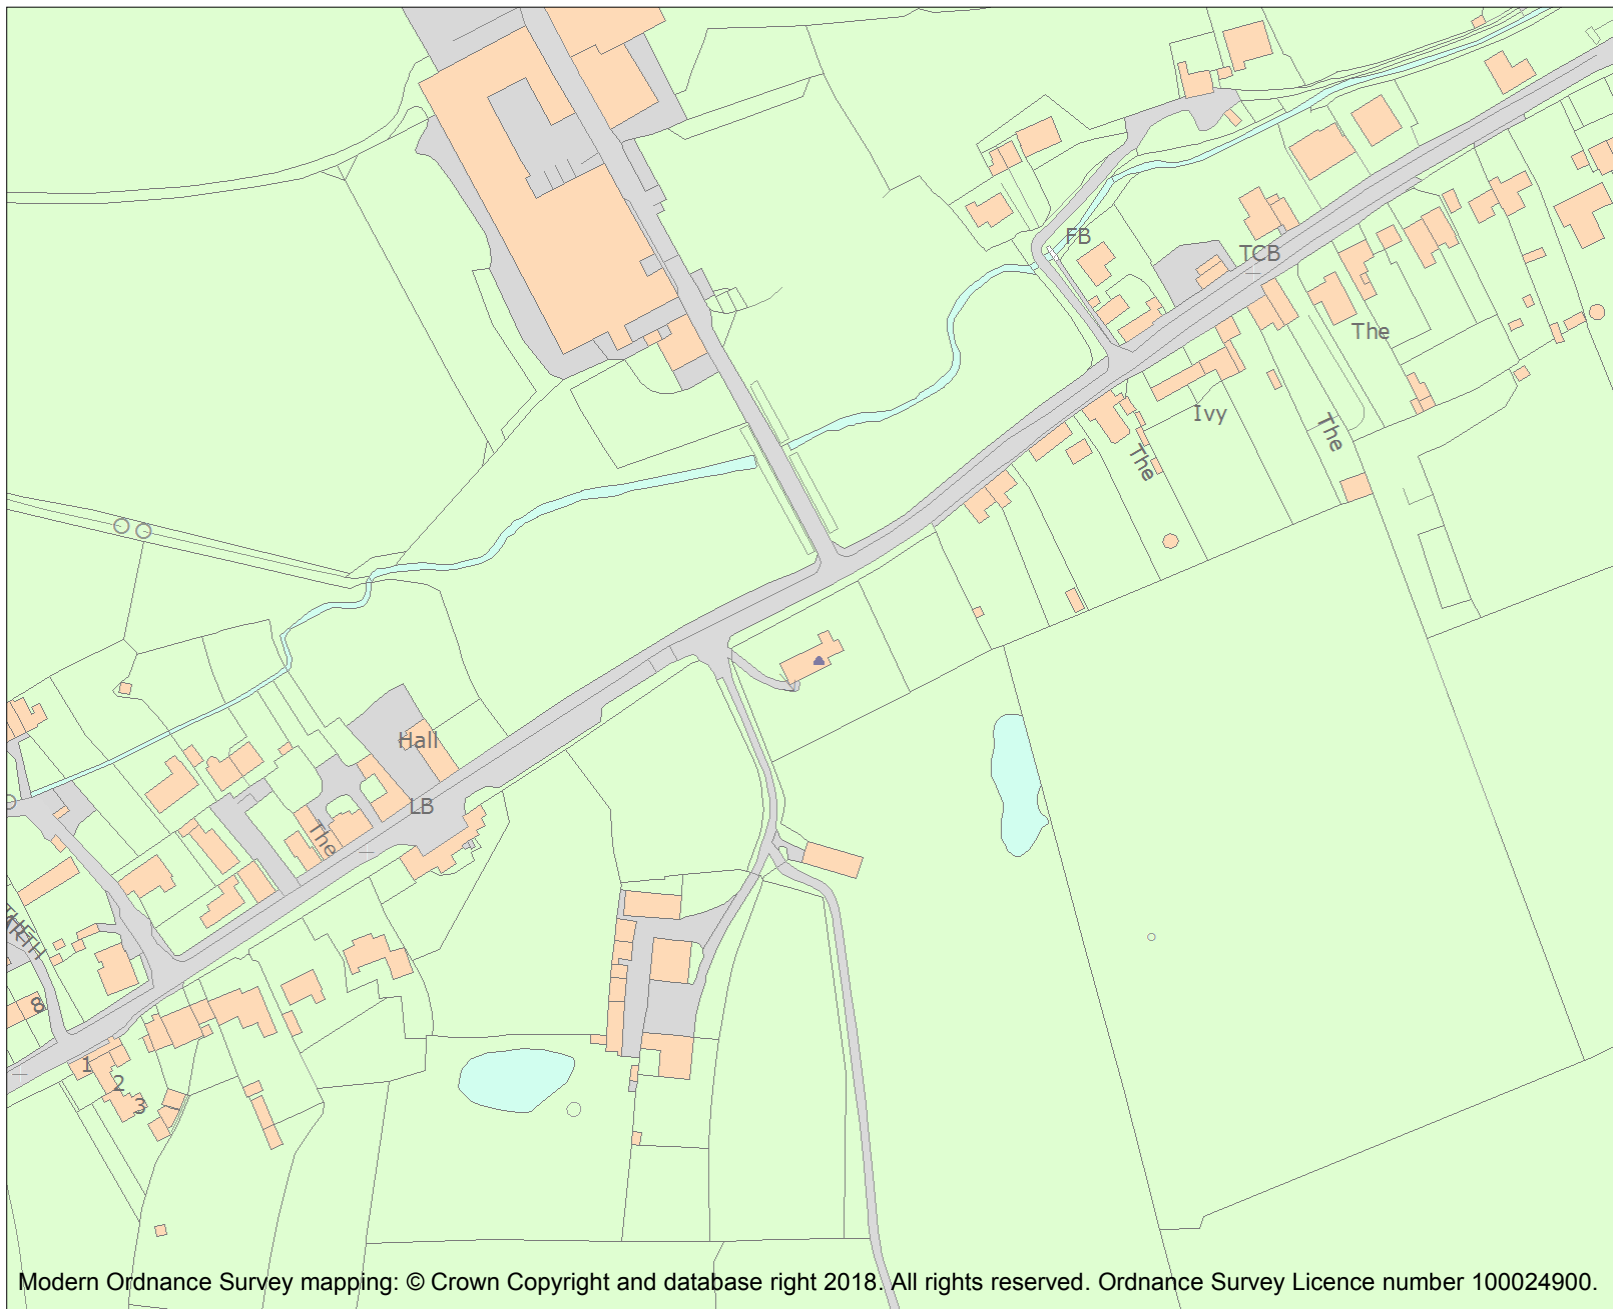 FB
TCB
The
Ivy
The
The
Hall
LB
The
8
1
2
3
Modern Ordnance Survey mapping: © Crown Copyright and database right 2018. All rights reserved. Ordnance Survey Licence number 100024900.